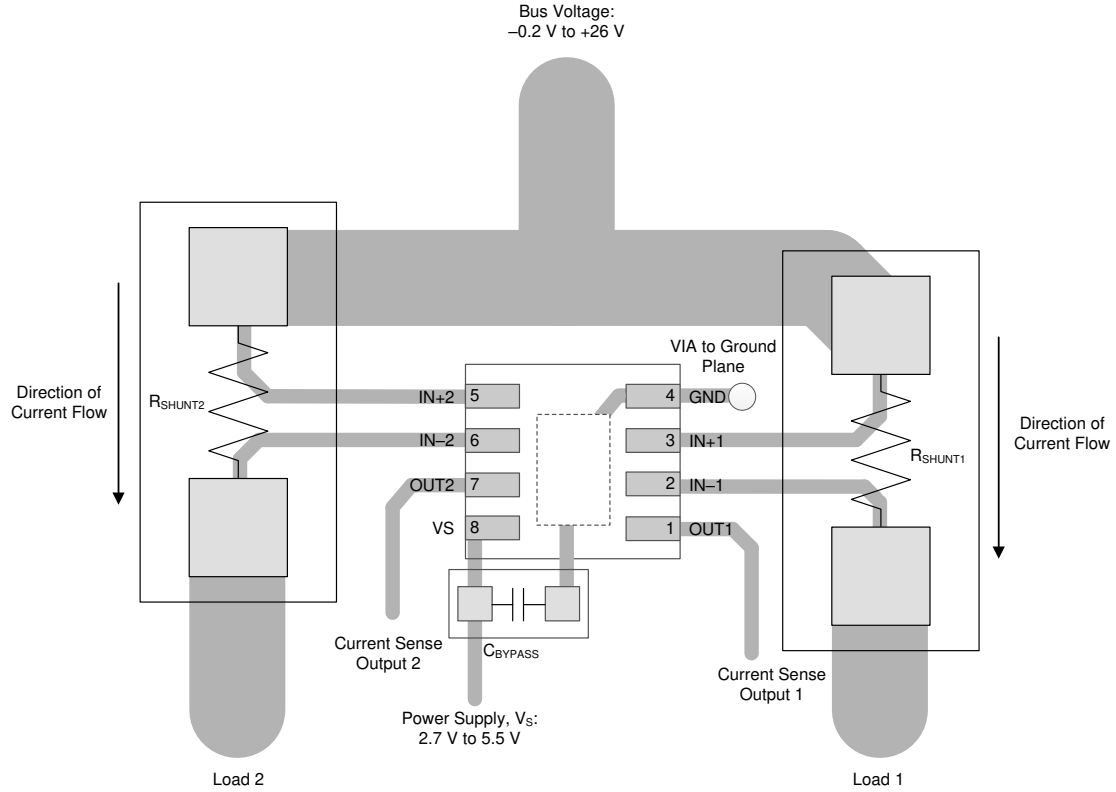 Bus Voltage:
–0.2 V to +26 V
VIA to Ground
Plane
Direction of
Current Flow
RSHUNT2
IN+2
5
4
GND
IN–2
6
3
IN+1
Direction of
Current Flow
RSHUNT1
OUT2
7
2
IN–1
VS
8
1
OUT1
Current Sense
Output 2
CBYPASS
Current Sense
Output 1
Power Supply, VS:
2.7 V to 5.5 V
Load 2
Load 1